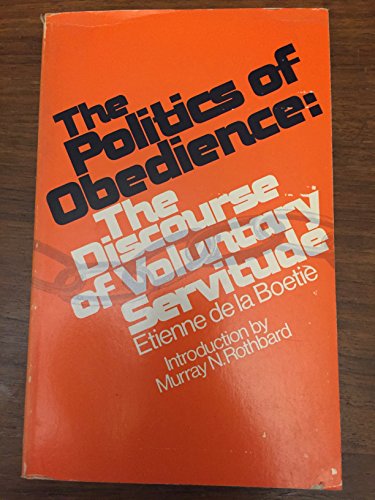 The
Politics of
Obedience:
The
Discourse
of Voluntary
Servitude
Etienne de la Boetie
Introduction by
Murray N. Rothbard